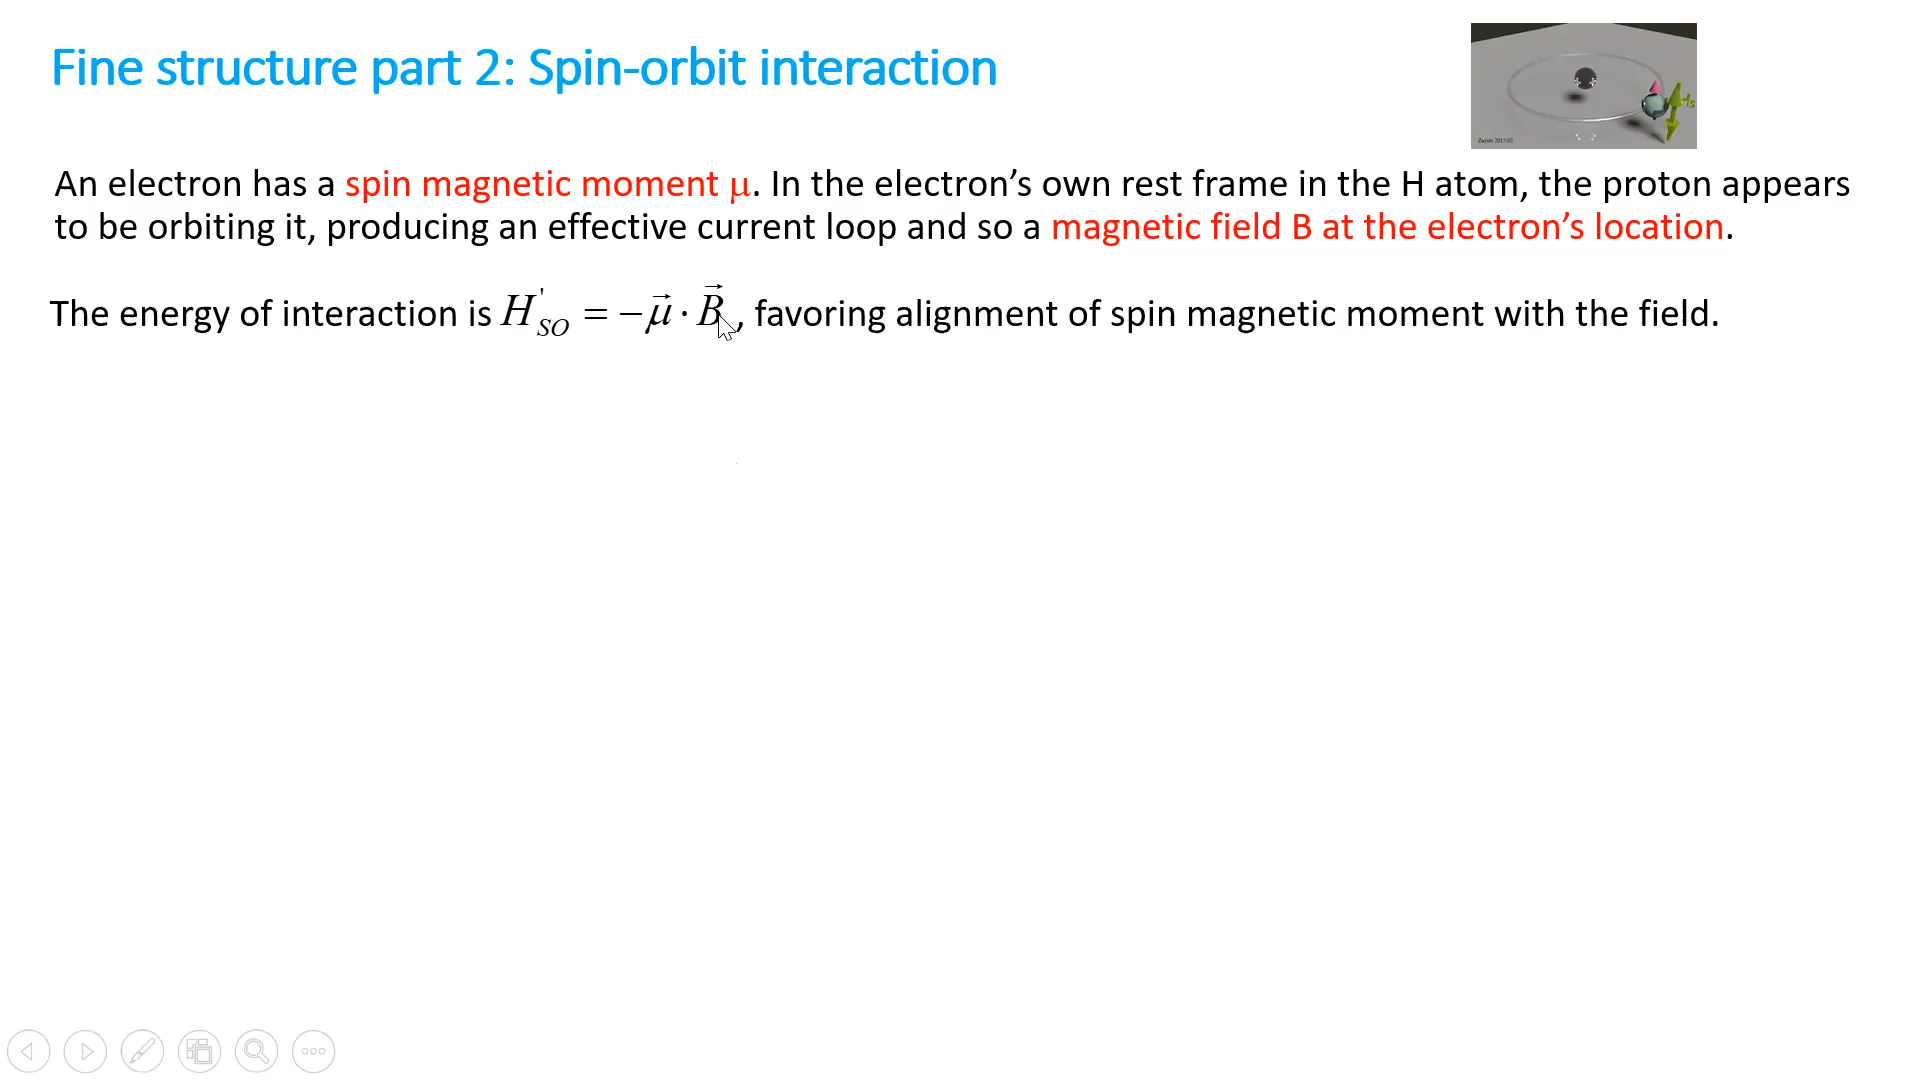 Fine structure part 2: Spin-orbit interaction
An electron has a spin magnetic moment μ. In the electron’s own rest frame in the H atom, the proton appears
to be orbiting it, producing an effective current loop and so a magnetic field B at the electron’s location.
The energy of interaction is H'_SO = −μ⃗ · B⃗, favoring alignment of spin magnetic moment with the field.